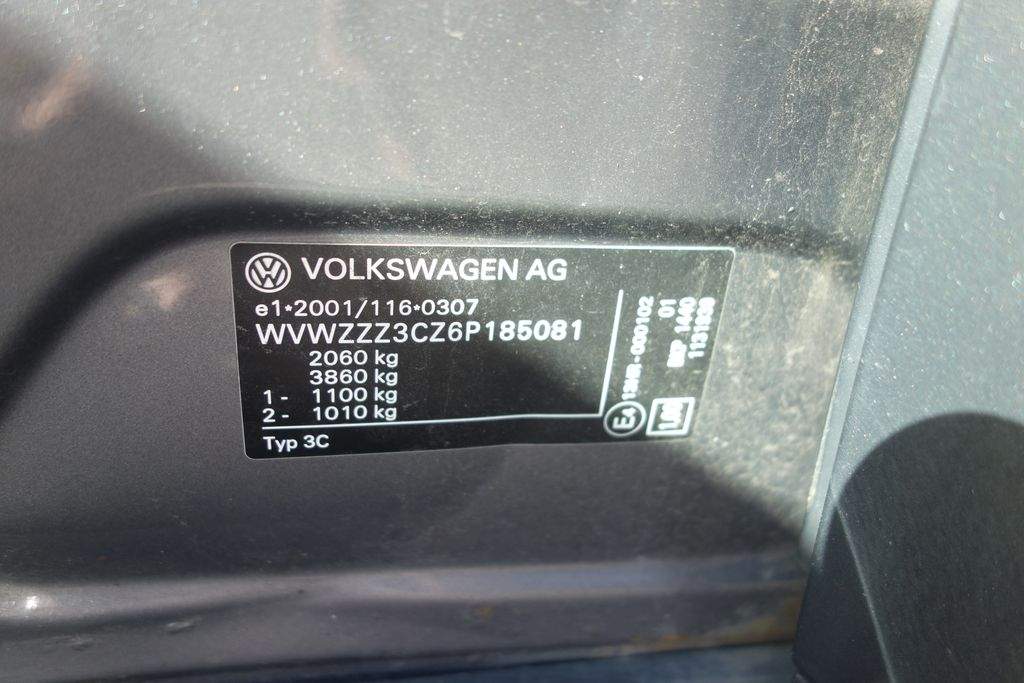 VOLKSWAGEN AG
e1*2001/116*0307
WVWZZZ3CZ6P185081
2060 kg
3860 kg
1 - 1100 kg
2 - 1010 kg
Typ 3C
01